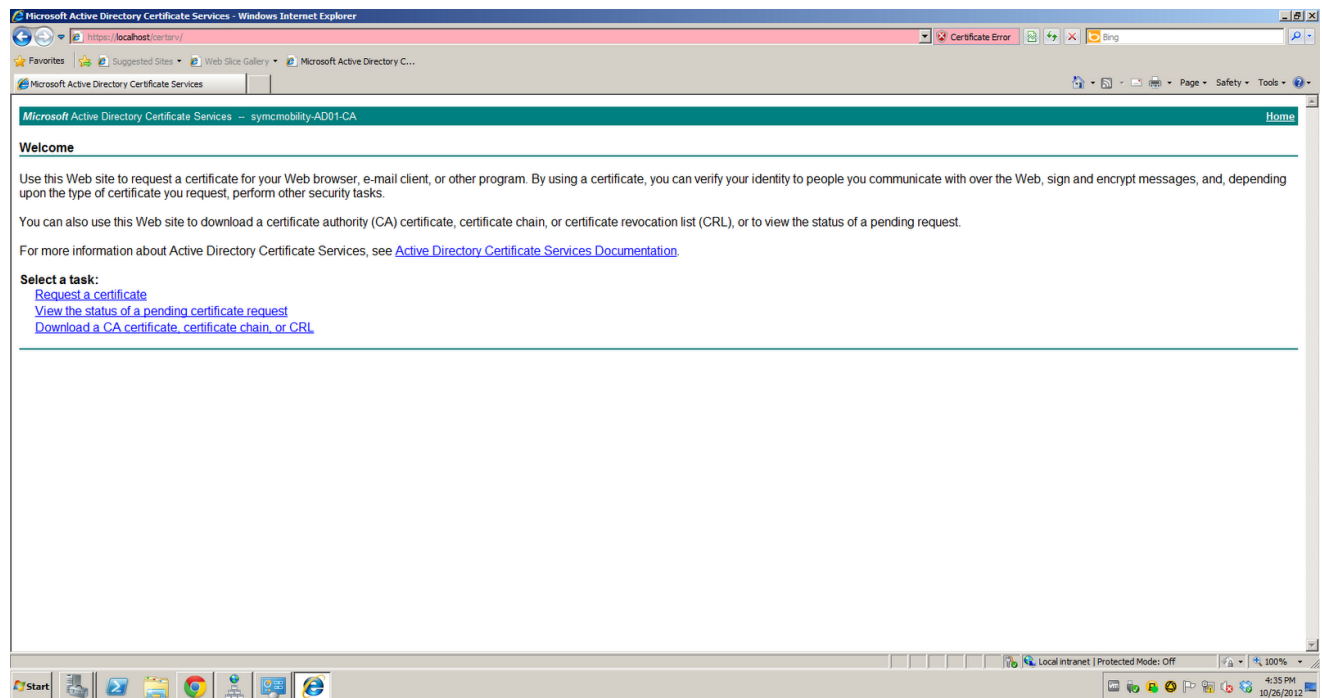 Microsoft Active Directory Certificate Services - Windows Internet Explorer
https://localhost/certsrv/
Certificate Error
Bing
Favorites
Suggested Sites
Web Slice Gallery
Microsoft Active Directory C...
Microsoft Active Directory Certificate Services
Page
Safety
Tools
Microsoft Active Directory Certificate Services -- symcmobility-AD01-CA
Home
Welcome
Use this Web site to request a certificate for your Web browser, e-mail client, or other program. By using a certificate, you can verify your identity to people you communicate with over the Web, sign and encrypt messages, and, depending
upon the type of certificate you request, perform other security tasks.
You can also use this Web site to download a certificate authority (CA) certificate, certificate chain, or certificate revocation list (CRL), or to view the status of a pending request.
For more information about Active Directory Certificate Services, see Active Directory Certificate Services Documentation.
Select a task:
Request a certificate
View the status of a pending certificate request
Download a CA certificate, certificate chain, or CRL
Local intranet | Protected Mode: Off
100%
Start
4:35 PM
10/26/2012